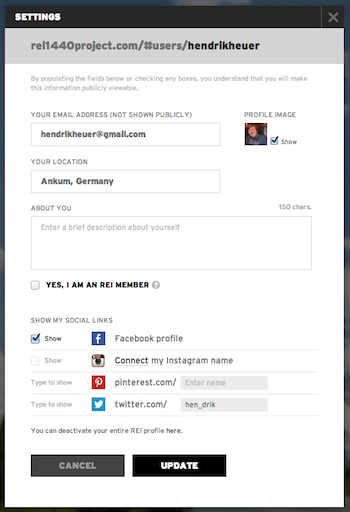 SETTINGS
rei1440project.com/#users/hendrikheuer
By populating the fields below or checking any boxes, you understand that you will make
this information publicly viewable.
YOUR EMAIL ADDRESS (NOT SHOWN PUBLICLY)
PROFILE IMAGE
hendrikheuer@gmail.com
Show
YOUR LOCATION
Ankum, Germany
ABOUT YOU
150 chars.
Enter a brief description about yourself
YES, I AM AN REI MEMBER ?
SHOW MY SOCIAL LINKS
Show Facebook profile
Show Connect my Instagram name
Type to show pinterest.com/ Enter name
Type to show twitter.com/ hen_drik
You can deactivate your entire REI profile here.
CANCEL UPDATE